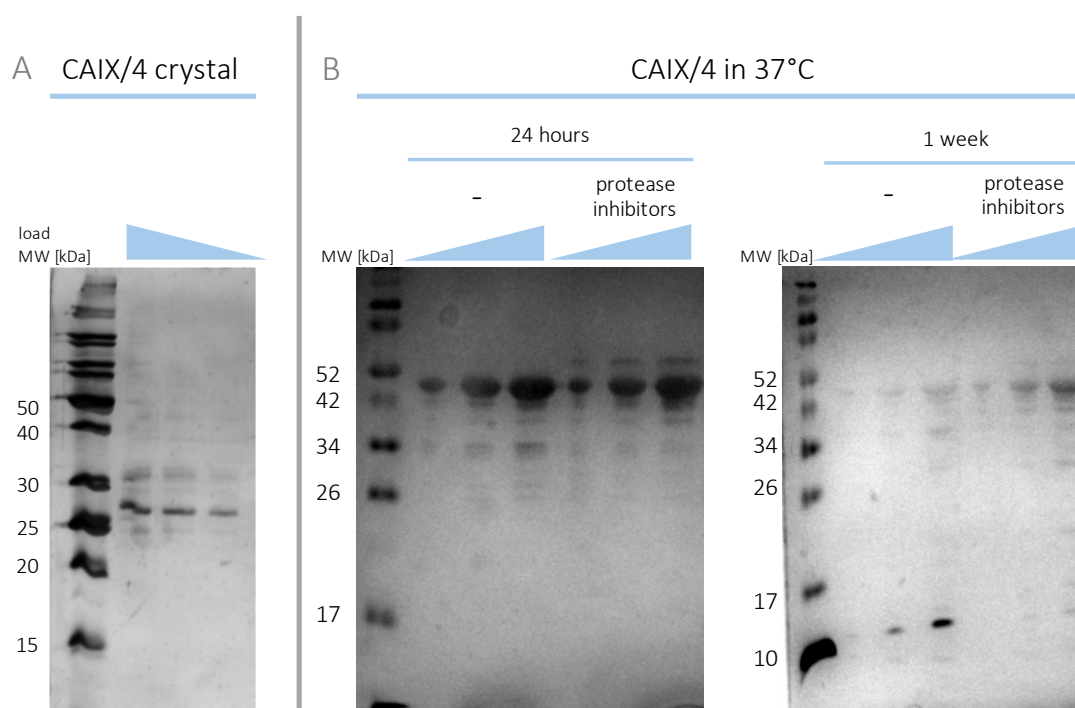 A
CAIX/4 crystal
load
MW [kDa]
50
40
30
25
20
15
B
CAIX/4 in 37°C
24 hours
-
protease
inhibitors
MW [kDa]
52
42
34
26
17
1 week
-
protease
inhibitors
MW [kDa]
52
42
34
26
17
10